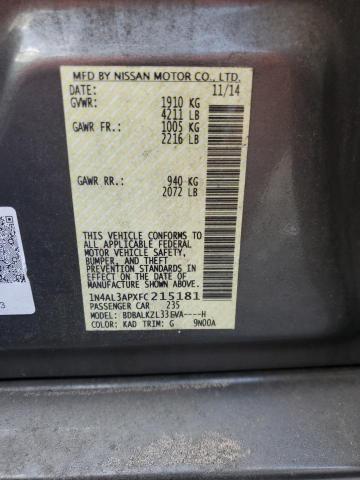 MFD BY NISSAN MOTOR CO., LTD.
DATE: 11/14
GVWR: 1910 KG
4211 LB
GAWR FR.: 1005 KG
2216 LB
GAWR RR.: 940 KG
2072 LB
THIS VEHICLE CONFORMS TO
ALL APPLICABLE FEDERAL
MOTOR VEHICLE SAFETY,
BUMPER, AND THEFT
PREVENTION STANDARDS IN
EFFECT ON THE DATE OF
MANUFACTURE SHOWN ABOVE.
1N4AL3APXFC215181
PASSENGER CAR 235
MODEL: BDBALKZL33EVA----H
COLOR: KAD TRIM: G 9N00A